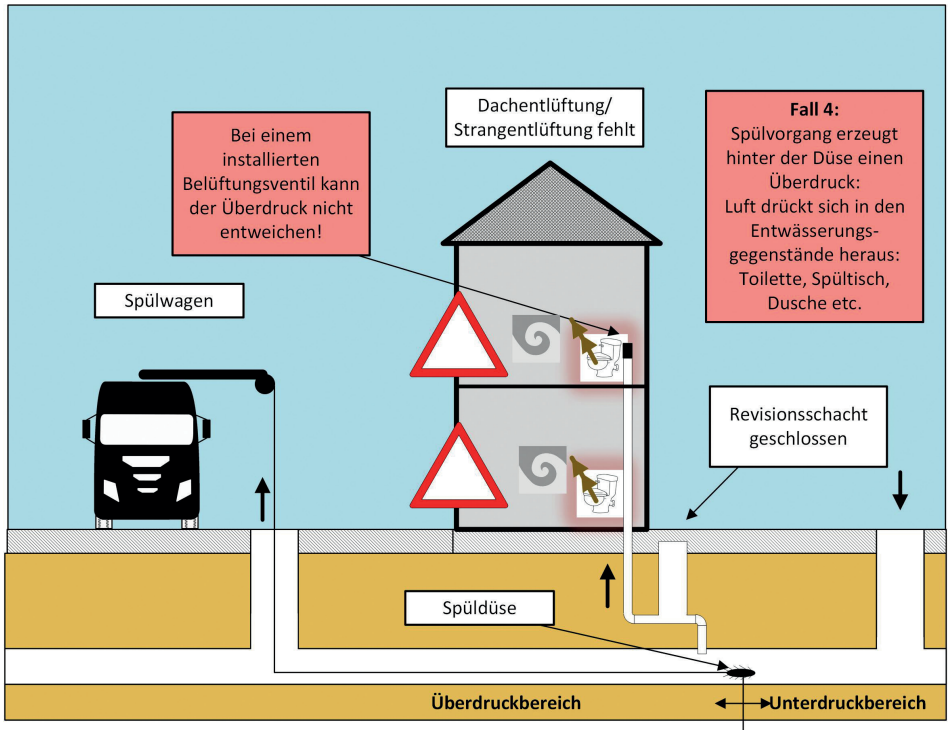 Dachentlüftung/
Strangentlüftung fehlt
Bei einem
installierten
Belüftungsventil kann
der Überdruck nicht
entweichen!
Fall 4:
Spülvorgang erzeugt
hinter der Düse einen
Überdruck:
Luft drückt sich in den
Entwässerungs-
gegenstände heraus:
Toilette, Spültisch,
Dusche etc.
Spülwagen
Revisionsschacht
geschlossen
Spüldüse
Überdruckbereich
Unterdruckbereich